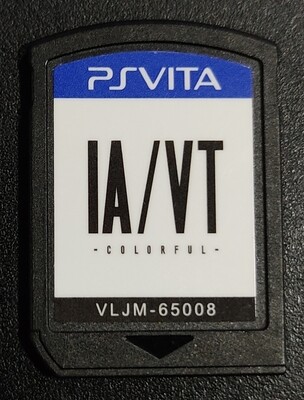 PSVITA
IA/VT
-COLORFUL-
VLJM-65008